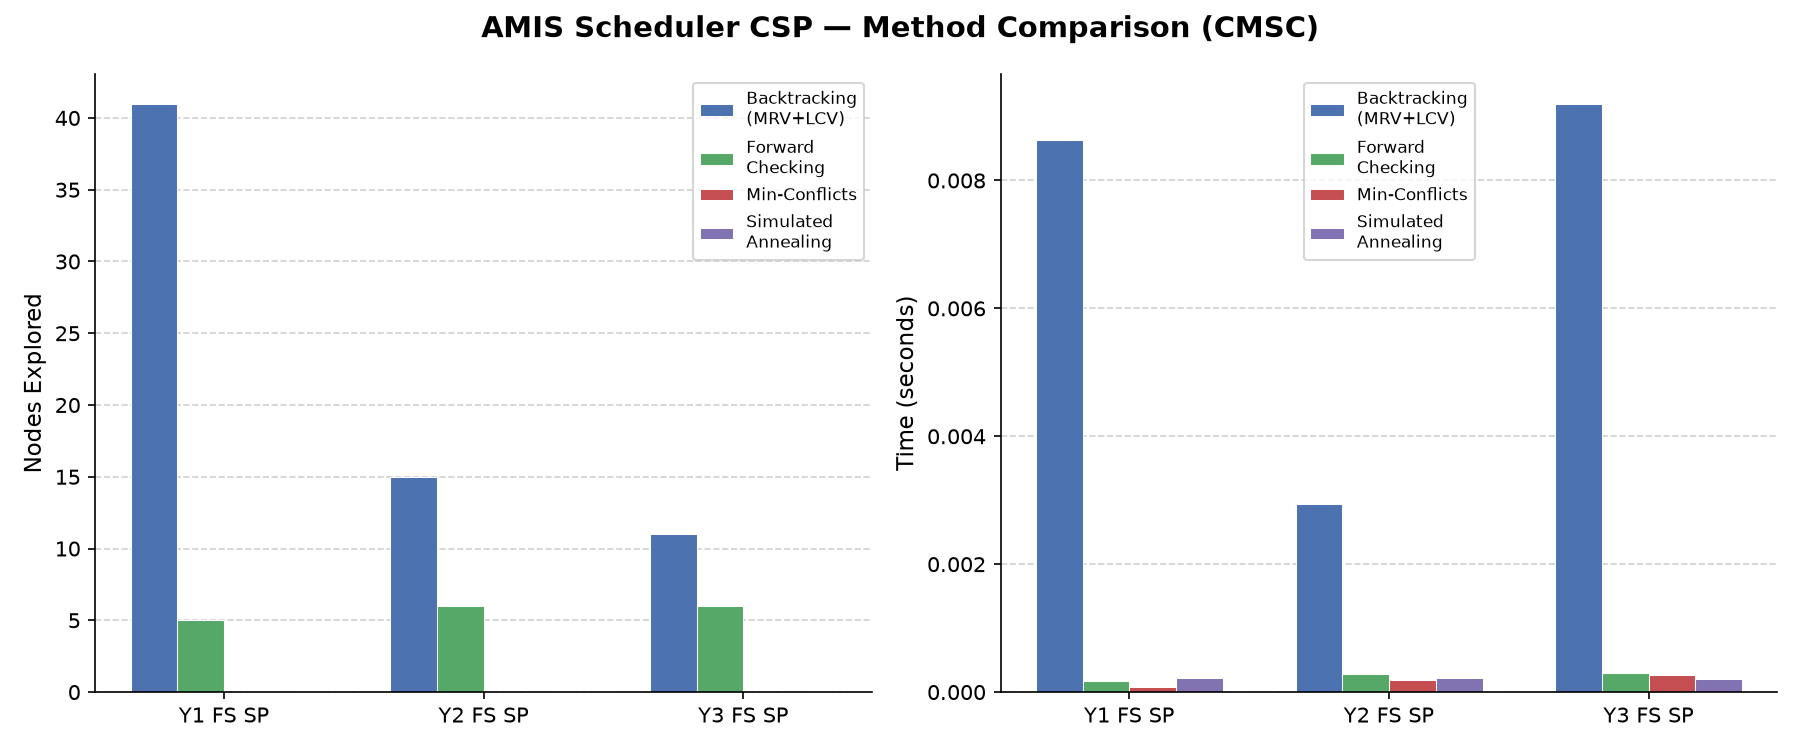 AMIS Scheduler CSP — Method Comparison (CMSC)
Nodes Explored
40
35
30
25
20
15
10
5
0
Y1 FS SP
Y2 FS SP
Y3 FS SP
Backtracking
(MRV+LCV)
Forward
Checking
Min-Conflicts
Simulated
Annealing
Time (seconds)
0.008
0.006
0.004
0.002
0.000
Y1 FS SP
Y2 FS SP
Y3 FS SP
Backtracking
(MRV+LCV)
Forward
Checking
Min-Conflicts
Simulated
Annealing